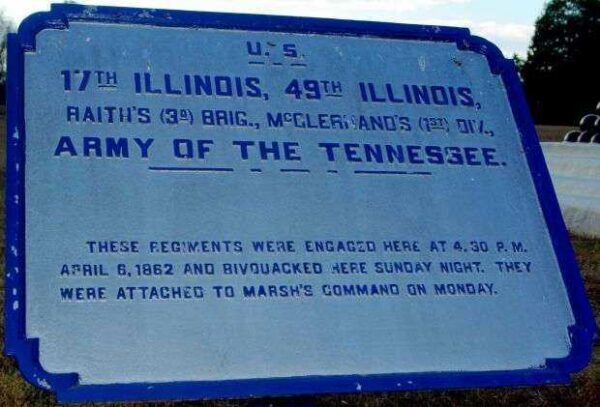 U. S.
17TH ILLINOIS, 49TH ILLINOIS,
RAITH'S (3D) BRIG., MCCLERNAND'S (1ST) DIV.,
ARMY OF THE TENNESSEE.
THESE REGIMENTS WERE ENGAGED HERE AT 4.30 P. M.
APRIL 6, 1862 AND BIVOUACKED HERE SUNDAY NIGHT. THEY
WERE ATTACHED TO MARSH'S COMMAND ON MONDAY.